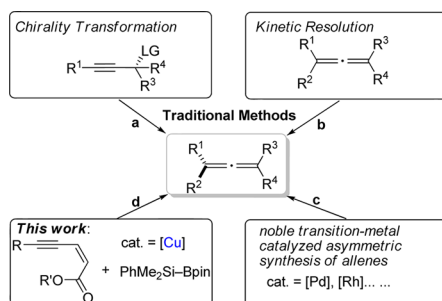 Chirality Transformation
LG
R¹ R⁴
R³
Kinetic Resolution
R¹ R³
R² R⁴
Traditional Methods
a b
R¹ R³
R² R⁴
d c
This work:
R cat. = [Cu]
R'O + PhMe₂Si–Bpin
O
noble transition-metal
catalyzed asymmetric
synthesis of allenes
cat. = [Pd], [Rh]... ...